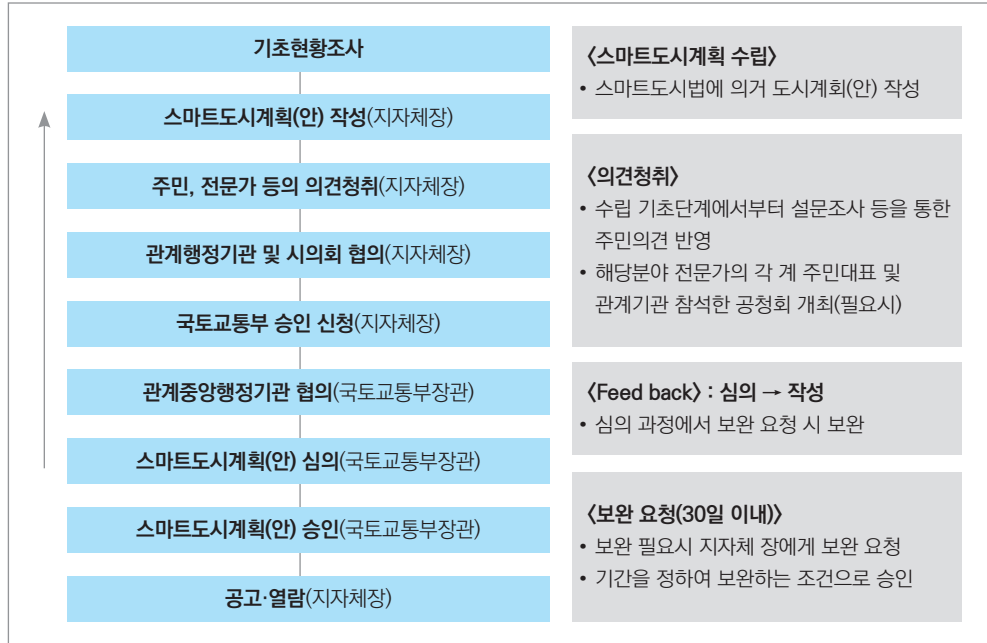 기초현황조사
스마트도시계획(안) 작성(지자체장)
주민, 전문가 등의 의견청취(지자체장)
관계행정기관 및 시의회 협의(지자체장)
국토교통부 승인 신청(지자체장)
관계중앙행정기관 협의(국토교통부장관)
스마트도시계획(안) 심의(국토교통부장관)
스마트도시계획(안) 승인(국토교통부장관)
공고·열람(지자체장)
〈스마트도시계획 수립〉
• 스마트도시법에 의거 도시계획(안) 작성
〈의견청취〉
• 수립 기초단계에서부터 설문조사 등을 통한
주민의견 반영
• 해당분야 전문가의 각 계 주민대표 및
관계기관 참석한 공청회 개최(필요시)
〈Feed back〉 : 심의 → 작성
• 심의 과정에서 보완 요청 시 보완
〈보완 요청(30일 이내)〉
• 보완 필요시 지자체 장에게 보완 요청
• 기간을 정하여 보완하는 조건으로 승인